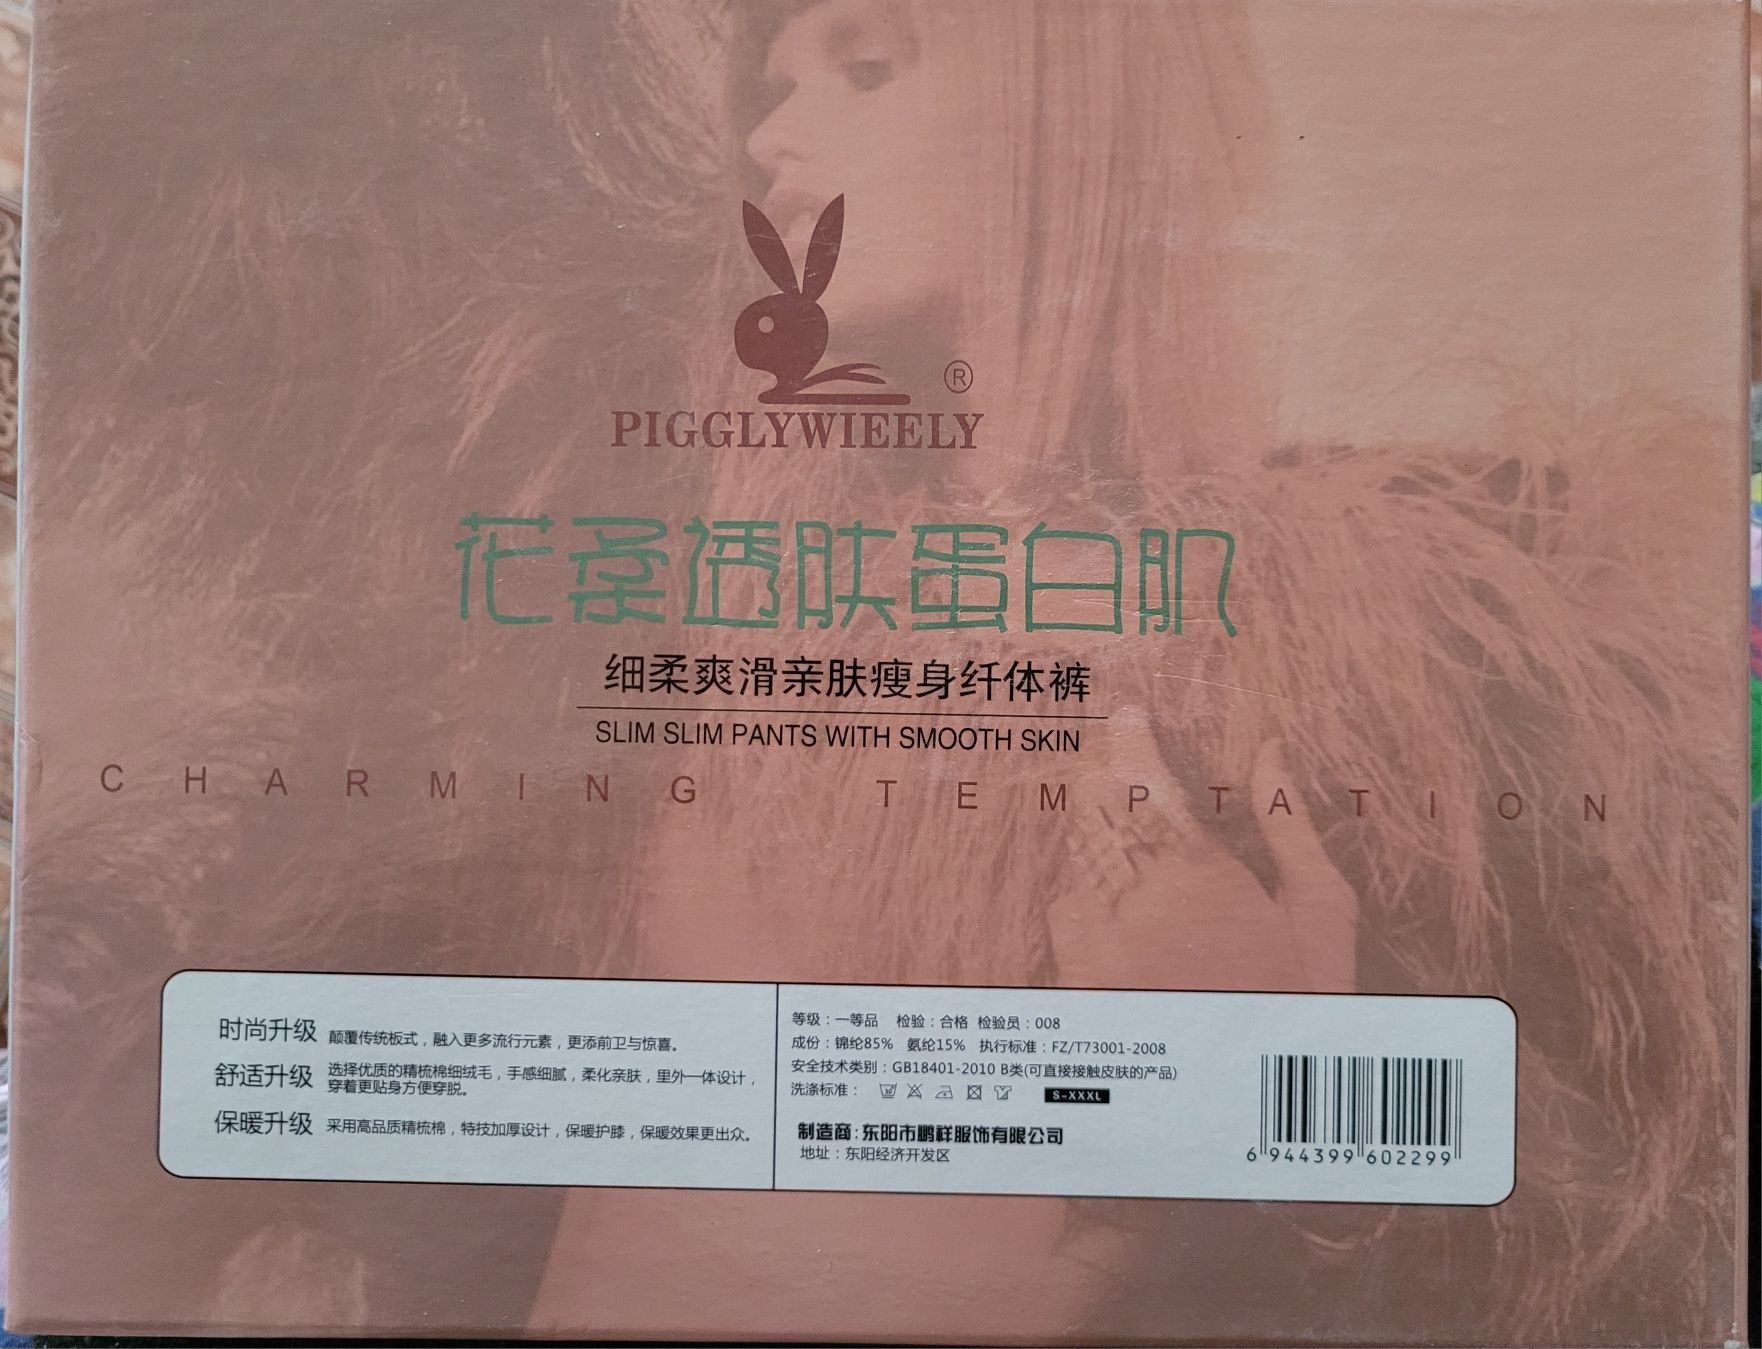 ®
PIGGLYWIEELY
花柔透肤蛋白肌
细柔爽滑亲肤瘦身纤体裤
SLIM SLIM PANTS WITH SMOOTH SKIN
CHARMING TEMPTATION
时尚升级 颠覆传统板式，融入更多流行元素，更添前卫与惊喜。
舒适升级 选择优质的精梳棉细绒毛，手感细腻，柔化亲肤，里外一体设计，
穿着更贴身方便穿脱。
保暖升级 采用高品质精梳棉，特技加厚设计，保暖护膝，保暖效果更出众。
等级：一等品 检验：合格 检验员：008
成份：锦纶85% 氨纶15% 执行标准：FZ/T73001-2008
安全技术类别：GB18401-2010 B类(可直接接触皮肤的产品)
洗涤标准：
S-XXXL
制造商：东阳市鹏祥服饰有限公司
地址：东阳经济开发区
6 944399 602299